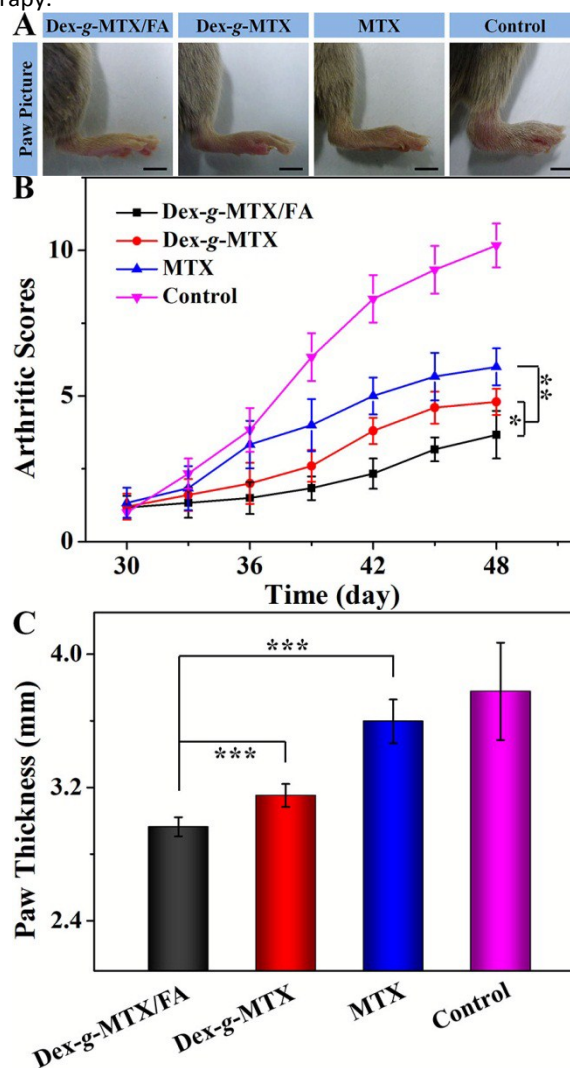 rapy.
A
Dex-g-MTX/FA Dex-g-MTX MTX Control
Paw Picture
B
Dex-g-MTX/FA
Dex-g-MTX
MTX
Control
10
5
0
Arthritic Scores
**
*
30 36 42 48
Time (day)
C
***
***
4.0
3.2
2.4
Paw Thickness (mm)
Dex-g-MTX/FA Dex-g-MTX MTX Control